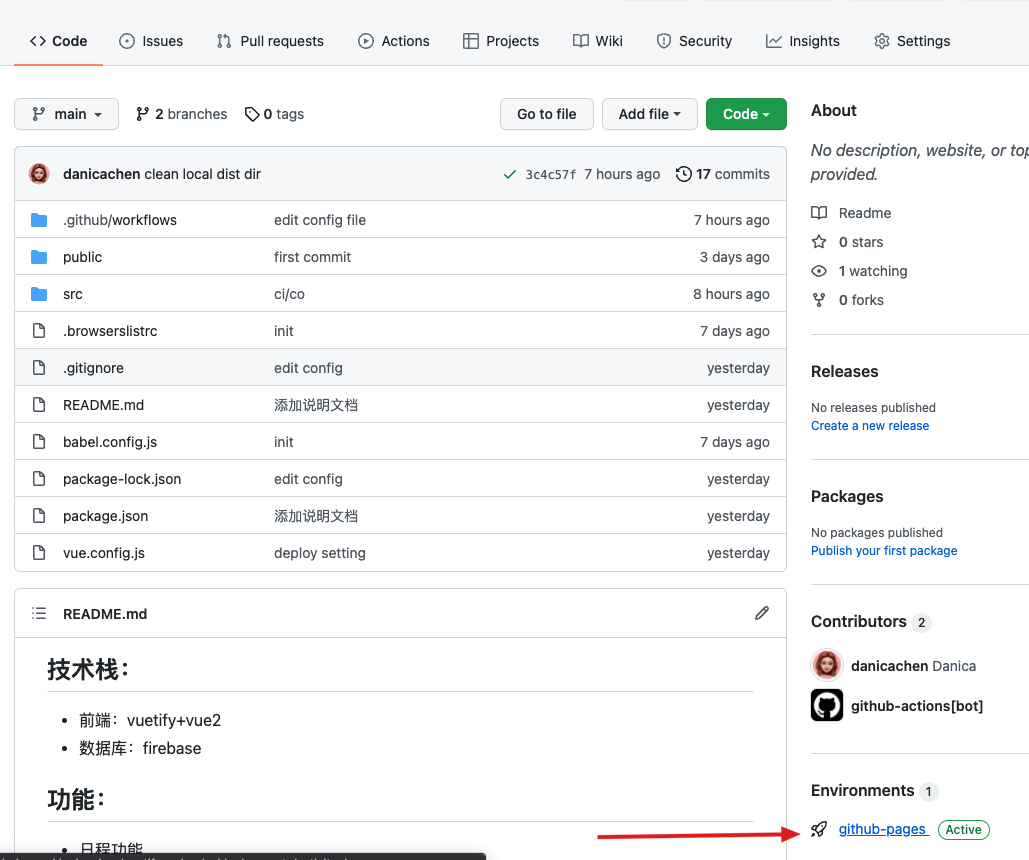 Code Issues Pull requests Actions Projects Wiki Security Insights Settings
main 2 branches 0 tags Go to file Add file Code
danicachen clean local dist dir 3c4c57f 7 hours ago 17 commits
.github/workflows edit config file 7 hours ago
public first commit 3 days ago
src ci/co 8 hours ago
.browserslistrc init 7 days ago
.gitignore edit config yesterday
README.md 添加说明文档 yesterday
babel.config.js init 7 days ago
package-lock.json edit config yesterday
package.json 添加说明文档 yesterday
vue.config.js deploy setting yesterday
README.md
技术栈：
• 前端：vuetify+vue2
• 数据库：firebase
功能：
• 日程功能
About
No description, website, or top
provided.
Readme
0 stars
1 watching
0 forks
Releases
No releases published
Create a new release
Packages
No packages published
Publish your first package
Contributors 2
danicachen Danica
github-actions[bot]
Environments 1
github-pages Active